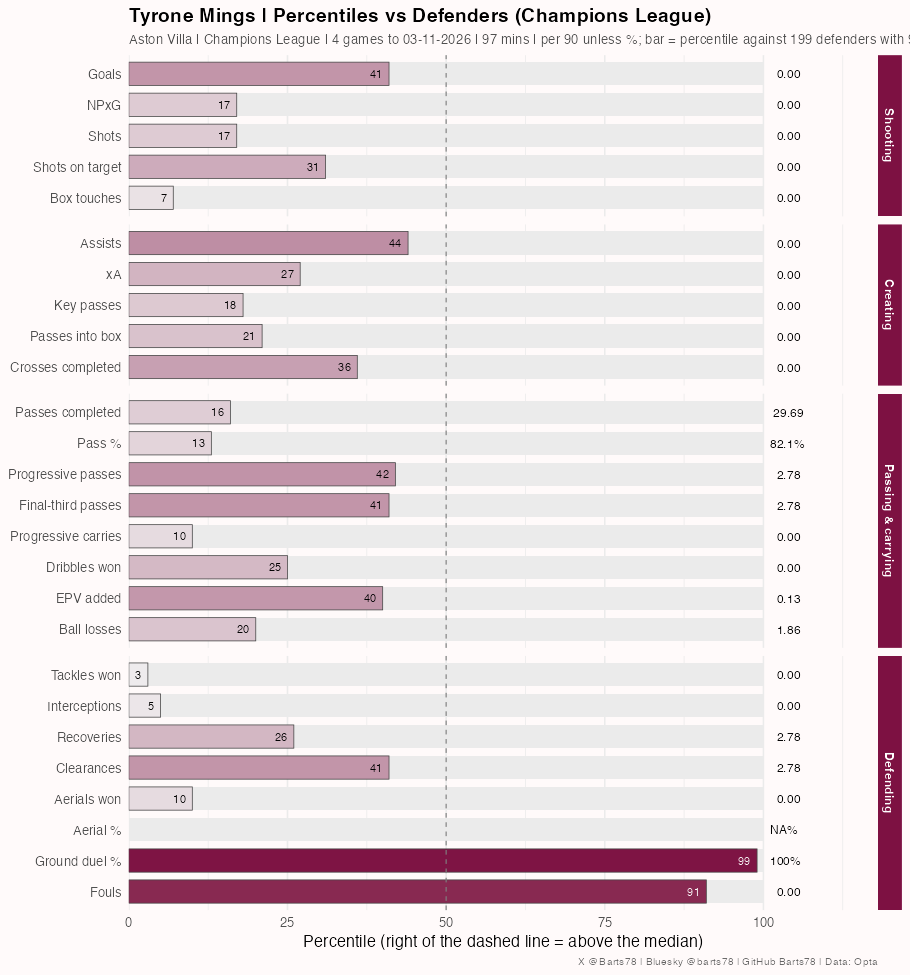 Tyrone Mings | Percentiles vs Defenders (Champions League)
Aston Villa | Champions League | 4 games to 03-11-2026 | 97 mins | per 90 unless %; bar = percentile against 199 defenders with
Goals 41 0.00
NPxG 17 0.00
Shots 17 0.00
Shots on target 31 0.00
Box touches 7 0.00
Shooting
Assists 44 0.00
xA 27 0.00
Key passes 18 0.00
Passes into box 21 0.00
Crosses completed 36 0.00
Creating
Passes completed 16 29.69
Pass % 13 82.1%
Progressive passes 42 2.78
Final-third passes 41 2.78
Progressive carries 10 0.00
Dribbles won 25 0.00
EPV added 40 0.13
Ball losses 20 1.86
Passing & carrying
Tackles won 3 0.00
Interceptions 5 0.00
Recoveries 26 2.78
Clearances 41 2.78
Aerials won 10 0.00
Aerial % NA%
Ground duel % 99 100%
Fouls 91 0.00
Defending
0 25 50 75 100
Percentile (right of the dashed line = above the median)
X @Barts78 | Bluesky @barts78 | GitHub Barts78 | Data: Opta